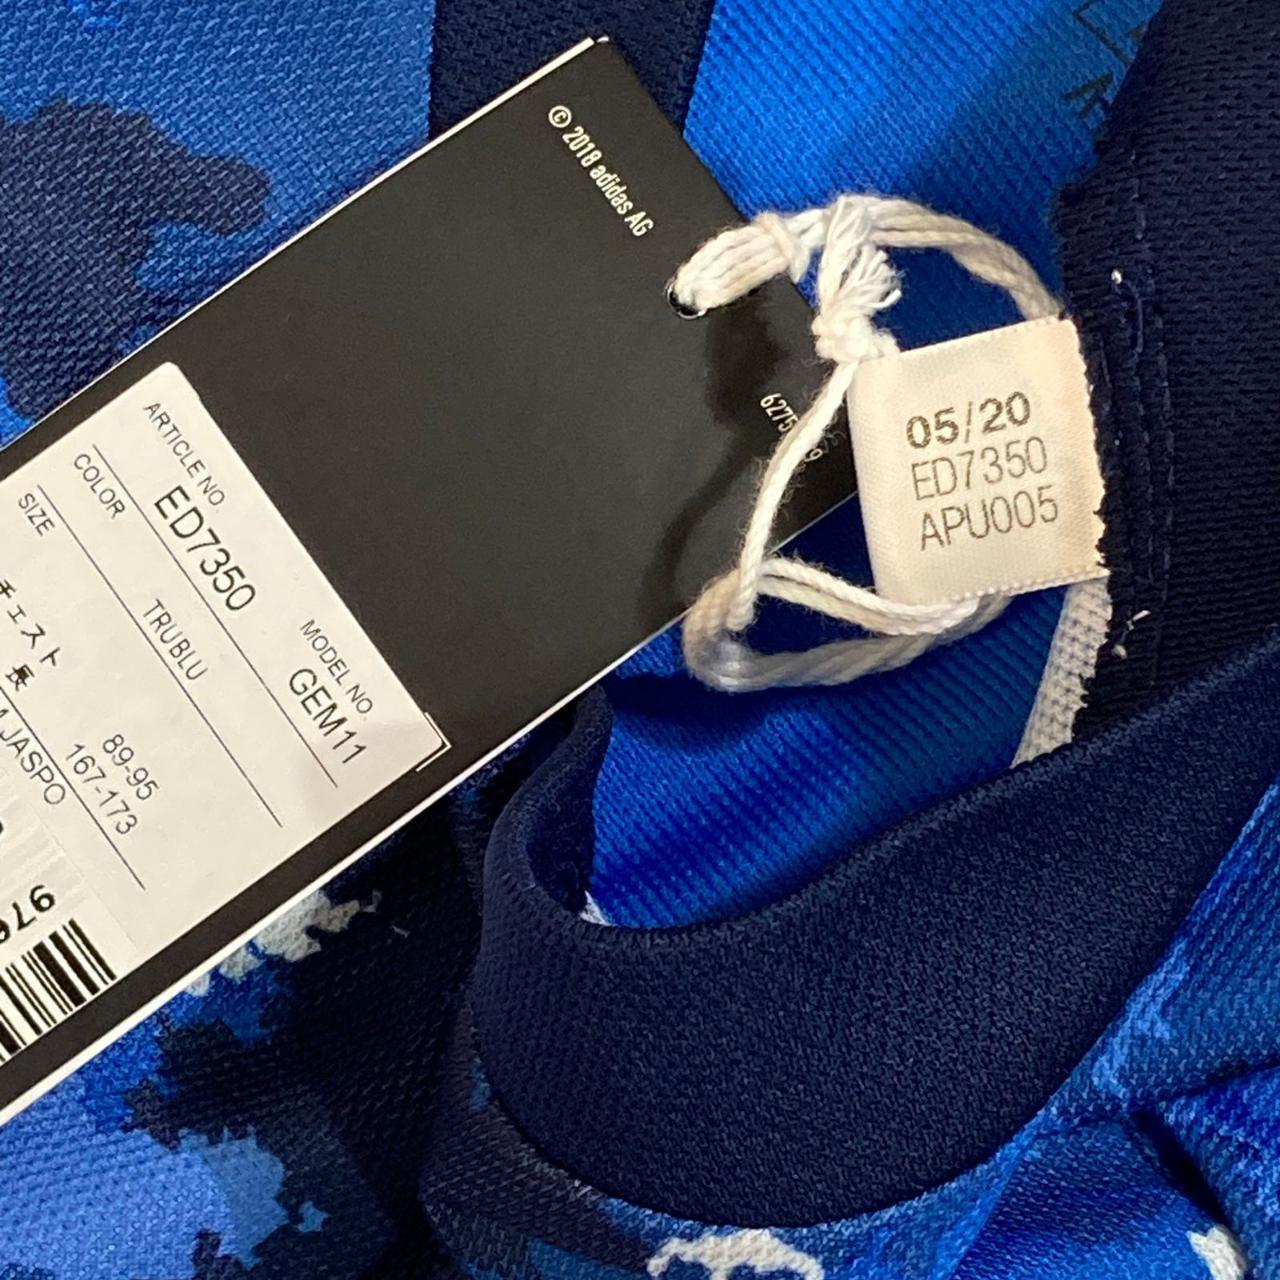 © 2018 adidas AG
ARTICLE NO
ED7350
MODEL NO.
GEM11
COLOR
TRUBLU
SIZE
チェスト
89-95
長
167-173
JASPO
05/20
ED7350
APU005